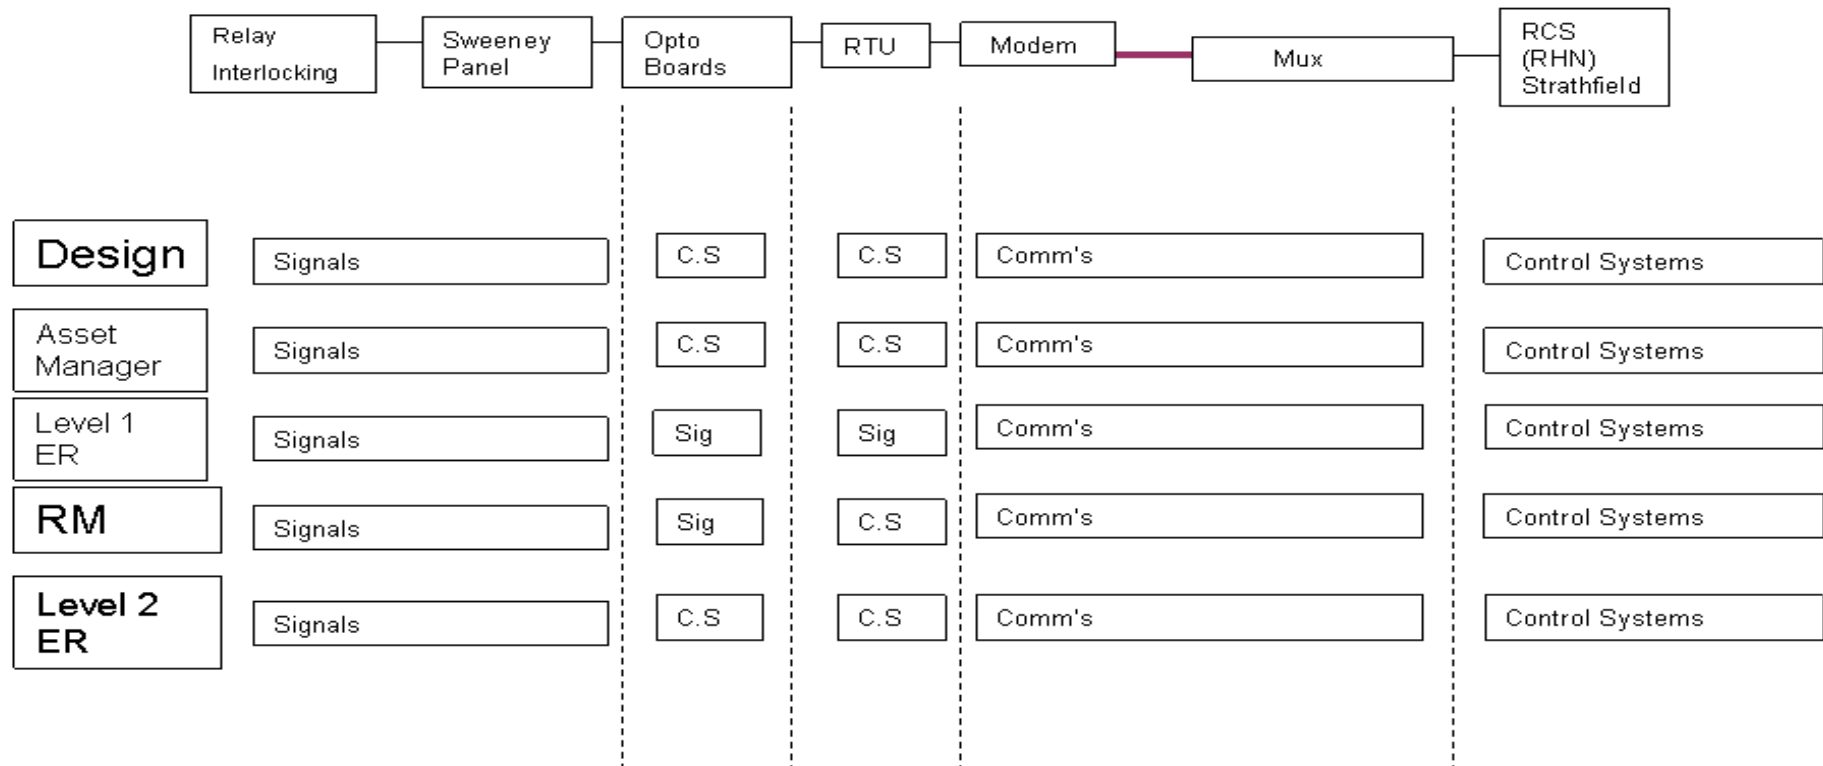 Relay
Interlocking
Sweeney
Panel
Opto
Boards
RTU
Modem
Mux
RCS
(RHN)
Strathfield
Design
Signals
C.S
C.S
Comm's
Control Systems
Asset
Manager
Signals
C.S
C.S
Comm's
Control Systems
Level 1
ER
Signals
Sig
Sig
Comm's
Control Systems
RM
Signals
Sig
C.S
Comm's
Control Systems
Level 2
ER
Signals
C.S
C.S
Comm's
Control Systems